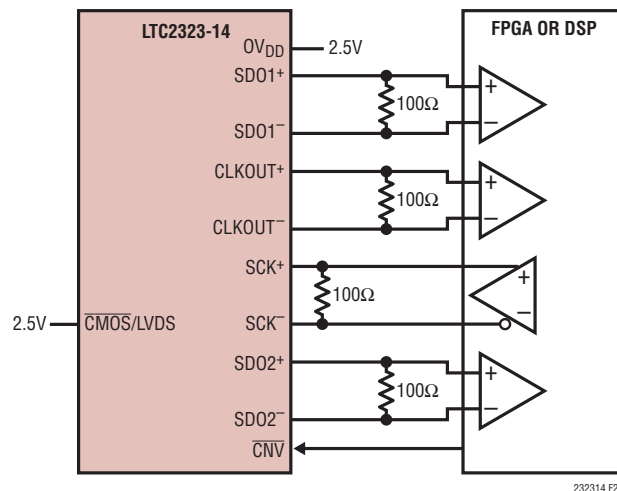 LTC2323-14
FPGA OR DSP
OV_DD
2.5V
SDO1+
+
100Ω
SDO1–
–
CLKOUT+
+
100Ω
CLKOUT–
–
SCK+
+
100Ω
–
2.5V
CMOS/LVDS
SCK–
SDO2+
+
100Ω
SDO2–
–
CNV
232314 F2